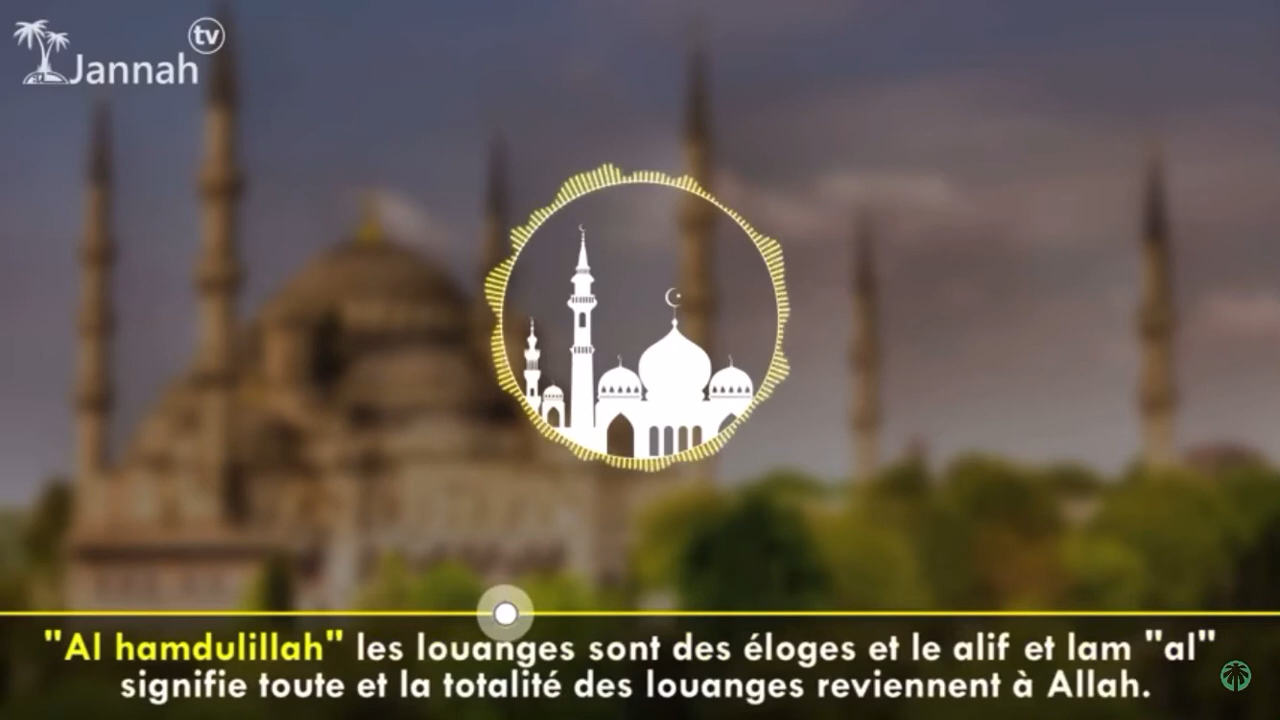 tv
Jannah
"Al hamdulillah" les louanges sont des éloges et le alif et lam "al"
signifie toute et la totalité des louanges reviennent à Allah.